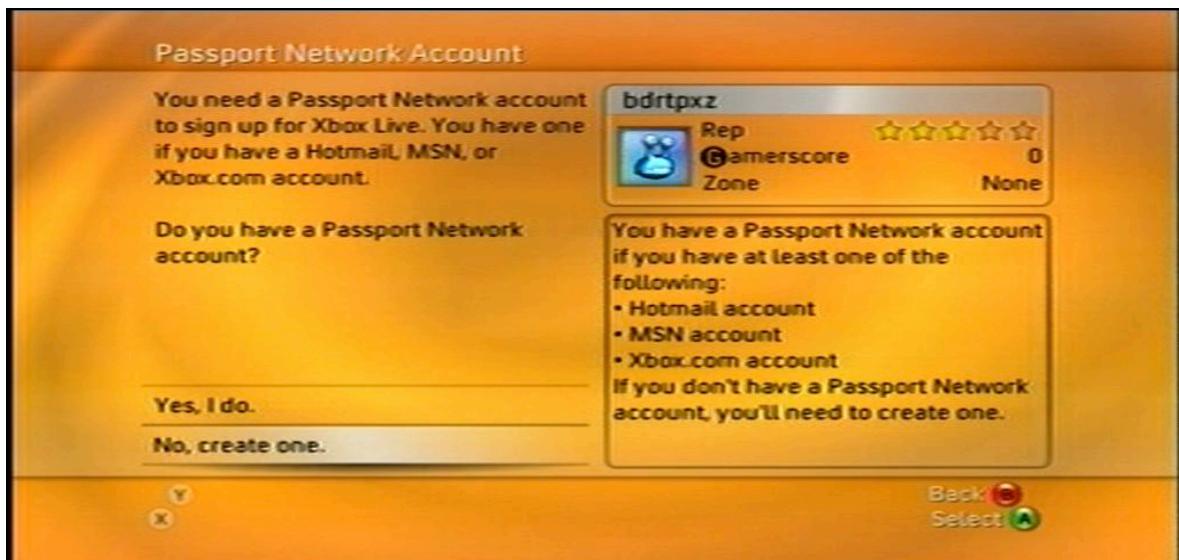 Passport Network Account
You need a Passport Network account
to sign up for Xbox Live. You have one
if you have a Hotmail, MSN, or
Xbox.com account.
Do you have a Passport Network
account?
Yes, I do.
No, create one.
bdrtpxz
Rep
Gamerscore 0
Zone None
You have a Passport Network account
if you have at least one of the
following:
• Hotmail account
• MSN account
• Xbox.com account
If you don't have a Passport Network
account, you'll need to create one.
Y
X
Back B
Select A